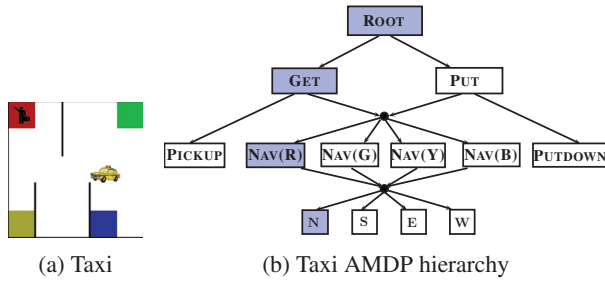 ROOT
GET PUT
PICKUP NAV(R) NAV(G) NAV(Y) NAV(B) PUTDOWN
N S E W
(a) Taxi (b) Taxi AMDP hierarchy